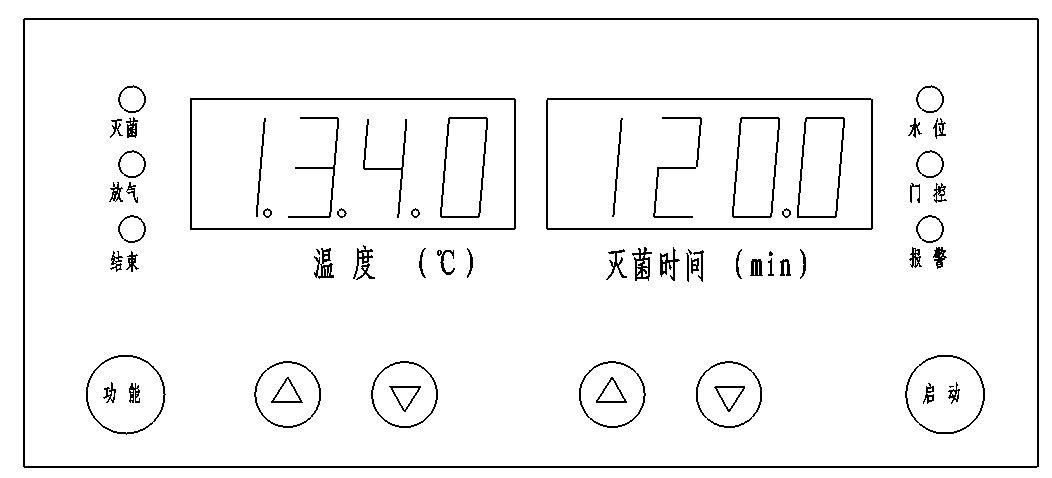 灭菌
放气
结束
1.3.4.0
温度 (℃)
120.0
灭菌时间 (min)
水位
门控
报警
功能
启动